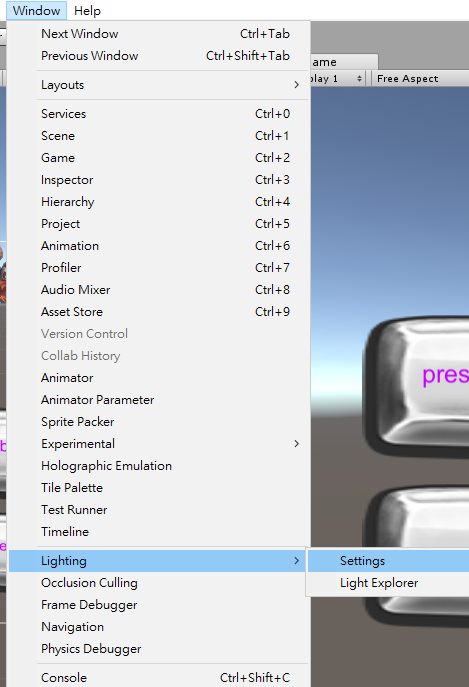 Window Help
Next Window Ctrl+Tab
Previous Window Ctrl+Shift+Tab
Layouts
Services Ctrl+0
Scene Ctrl+1
Game Ctrl+2
Inspector Ctrl+3
Hierarchy Ctrl+4
Project Ctrl+5
Animation Ctrl+6
Profiler Ctrl+7
Audio Mixer Ctrl+8
Asset Store Ctrl+9
Version Control
Collab History
Animator
Animator Parameter
Sprite Packer
Experimental
Holographic Emulation
Tile Palette
Test Runner
Timeline
Lighting
Occlusion Culling
Frame Debugger
Navigation
Physics Debugger
Console Ctrl+Shift+C
Settings
Light Explorer
ame
play 1 Free Aspect
pres